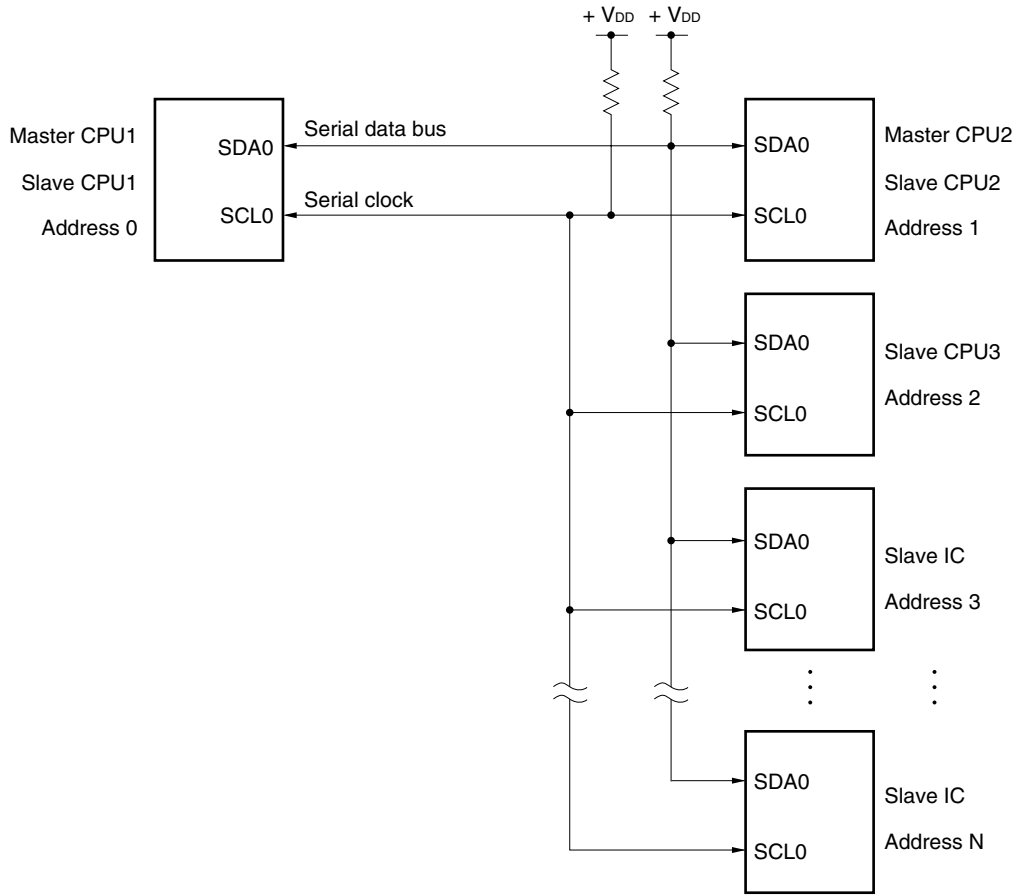 + VDD
+ VDD
Master CPU1
Slave CPU1
Address 0
SDA0
SCL0
Serial data bus
Serial clock
SDA0
SCL0
Master CPU2
Slave CPU2
Address 1
SDA0
SCL0
Slave CPU3
Address 2
SDA0
SCL0
Slave IC
Address 3
SDA0
SCL0
Slave IC
Address N